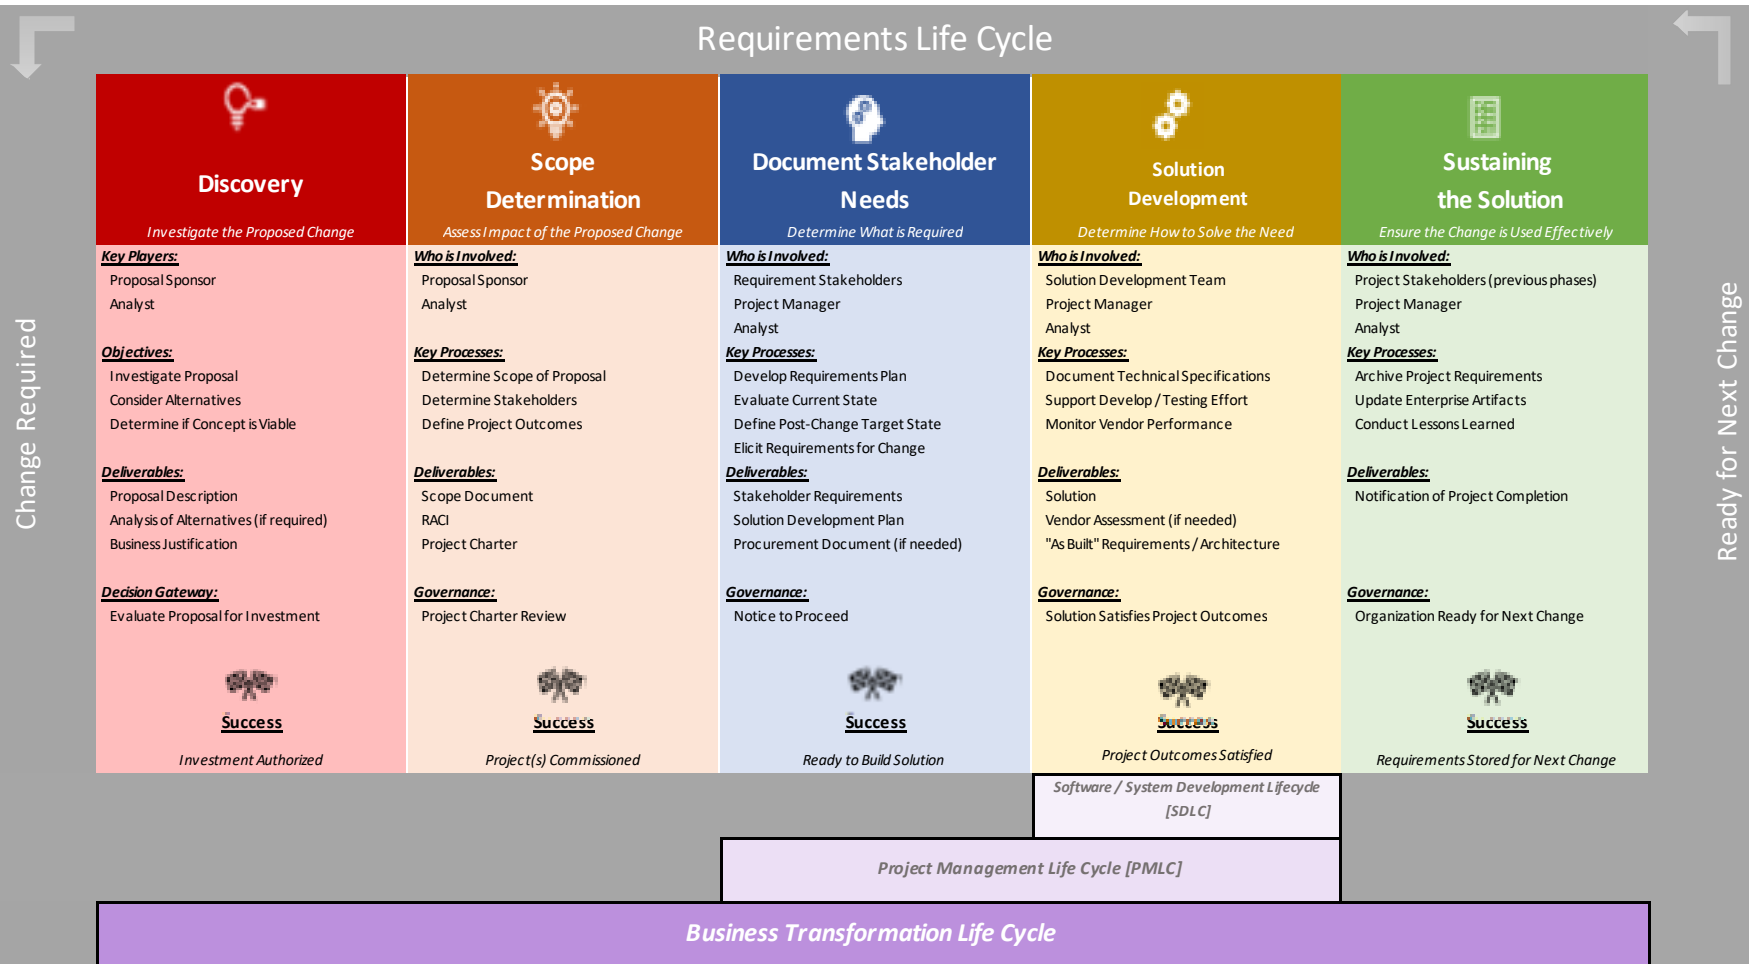 Requirements Life Cycle
Change Required
Discovery
Investigate the Proposed Change
Key Players:
Proposal Sponsor
Analyst
Objectives:
Investigate Proposal
Consider Alternatives
Determine if Concept is Viable
Deliverables:
Proposal Description
Analysis of Alternatives (if required)
Business Justification
Decision Gateway:
Evaluate Proposal for Investment
Success
Investment Authorized
Scope
Determination
Assess Impact of the Proposed Change
Who is Involved:
Proposal Sponsor
Analyst
Key Processes:
Determine Scope of Proposal
Determine Stakeholders
Define Project Outcomes
Deliverables:
Scope Document
RACI
Project Charter
Governance:
Project Charter Review
Success
Project(s) Commissioned
Document Stakeholder
Needs
Determine What is Required
Who is Involved:
Requirement Stakeholders
Project Manager
Analyst
Key Processes:
Develop Requirements Plan
Evaluate Current State
Define Post-Change Target State
Elicit Requirements for Change
Deliverables:
Stakeholder Requirements
Solution Development Plan
Procurement Document (if needed)
Governance:
Notice to Proceed
Success
Ready to Build Solution
Solution
Development
Determine How to Solve the Need
Who is Involved:
Solution Development Team
Project Manager
Analyst
Key Processes:
Document Technical Specifications
Support Develop / Testing Effort
Monitor Vendor Performance
Deliverables:
Solution
Vendor Assessment (if needed)
"As Built" Requirements / Architecture
Governance:
Solution Satisfies Project Outcomes
Success
Project Outcomes Satisfied
Sustaining
the Solution
Ensure the Change is Used Effectively
Who is Involved:
Project Stakeholders (previous phases)
Project Manager
Analyst
Key Processes:
Archive Project Requirements
Update Enterprise Artifacts
Conduct Lessons Learned
Deliverables:
Notification of Project Completion
Governance:
Organization Ready for Next Change
Success
Requirements Stored for Next Change
Ready for Next Change
Software / System Development Lifecycle
[SDLC]
Project Management Life Cycle [PMLC]
Business Transformation Life Cycle